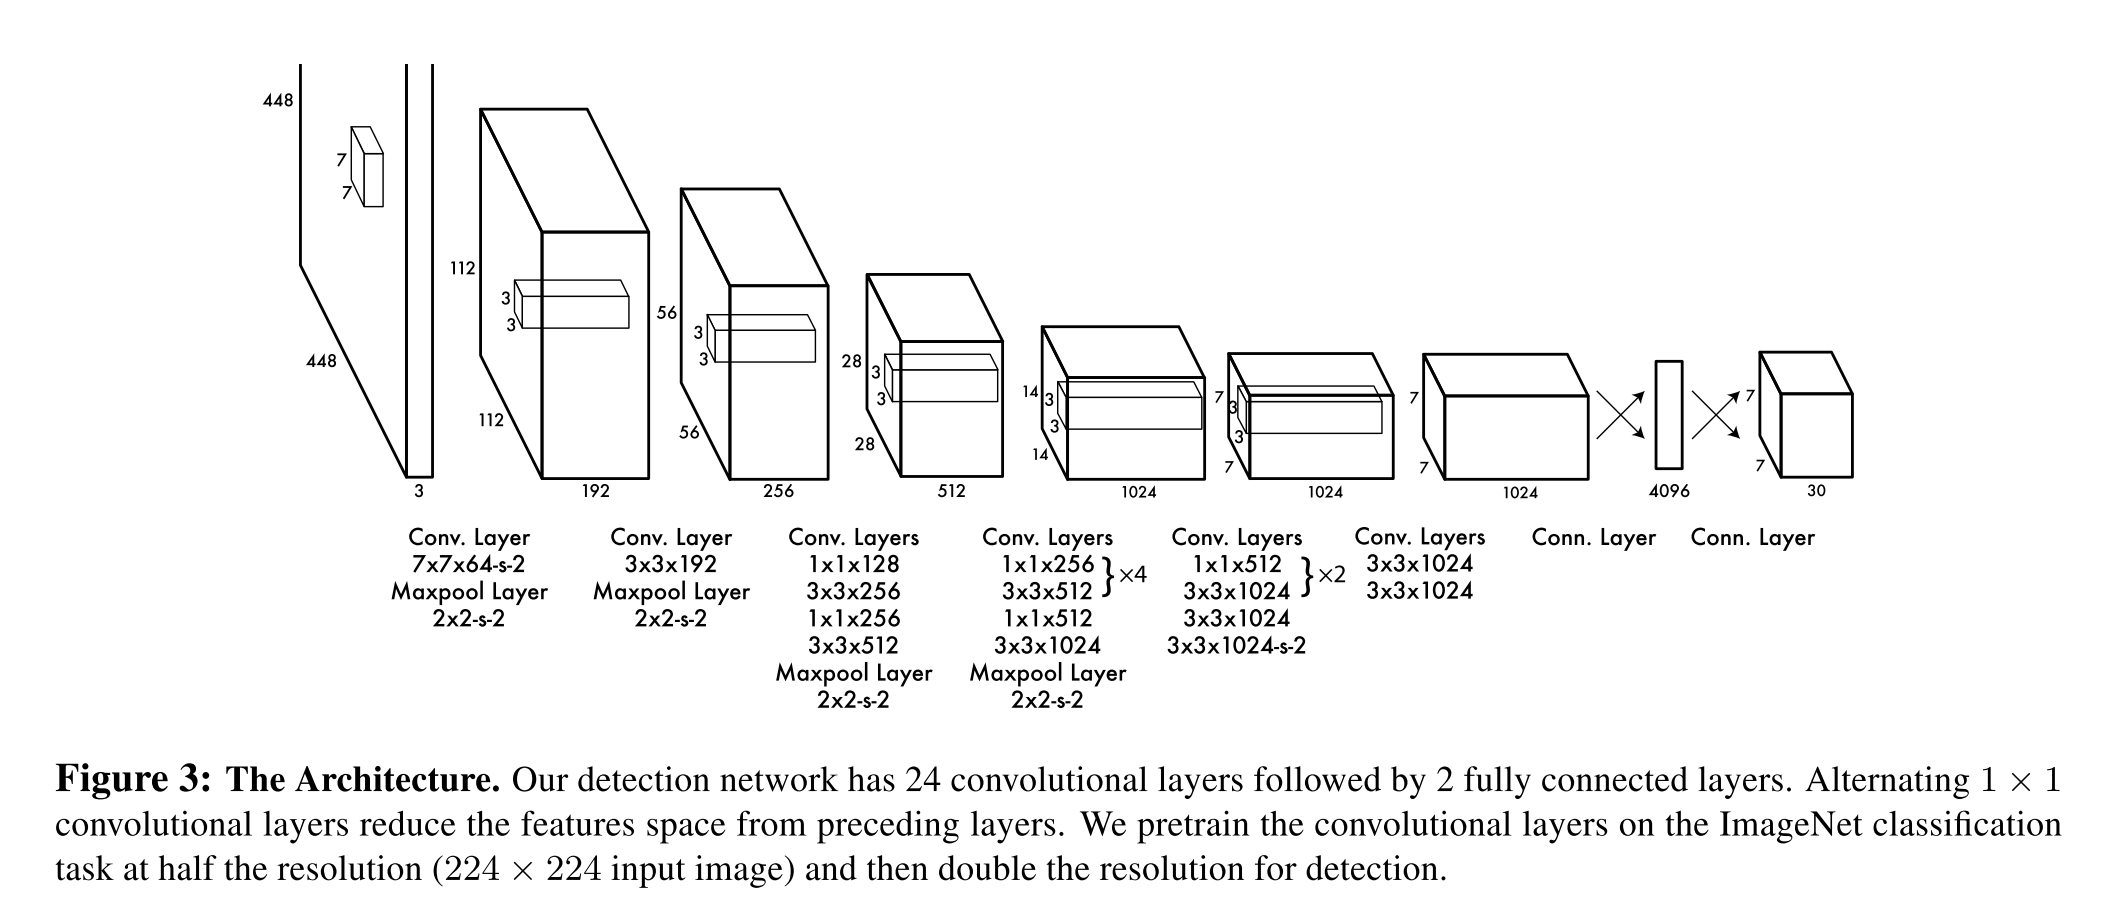 448
7
7
448
3
112
3
3
112
192
56
3
3
56
256
28
3
3
28
512
14
3
3
14
1024
7
3
3
7
1024
7
7
1024
4096
7
7
30
Conv. Layer
7x7x64-s-2
Maxpool Layer
2x2-s-2
Conv. Layer
3x3x192
Maxpool Layer
2x2-s-2
Conv. Layers
1x1x128
3x3x256
1x1x256
3x3x512
Maxpool Layer
2x2-s-2
Conv. Layers
1x1x256
3x3x512
} ×4
1x1x512
3x3x1024
Maxpool Layer
2x2-s-2
Conv. Layers
1x1x512
3x3x1024
} ×2
3x3x1024
3x3x1024-s-2
Conv. Layers
3x3x1024
3x3x1024
Conn. Layer
Conn. Layer
Figure 3: The Architecture. Our detection network has 24 convolutional layers followed by 2 fully connected layers. Alternating 1 × 1
convolutional layers reduce the features space from preceding layers. We pretrain the convolutional layers on the ImageNet classification
task at half the resolution (224 × 224 input image) and then double the resolution for detection.